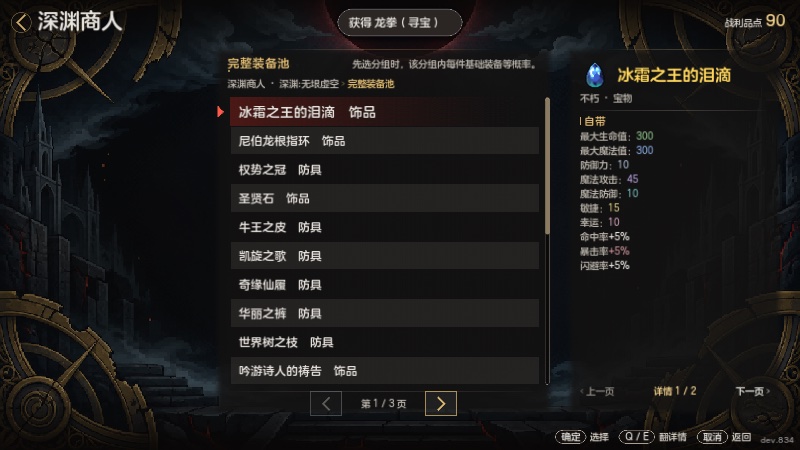 深渊商人
获得 龙拳（寻宝）
战利品点 90
完整装备池
先选分组时，该分组内每件基础装备等概率。
深渊商人 · 深渊:无垠虚空 · 完整装备池
冰霜之王的泪滴 饰品
尼伯龙根指环 饰品
权势之冠 防具
圣贤石 饰品
牛王之皮 防具
凯旋之歌 防具
奇缘仙履 防具
华丽之裤 防具
世界树之枝 防具
吟游诗人的祷告 饰品
第 1 / 3 页
冰霜之王的泪滴
不朽 · 宝物
自带
最大生命值: 300
最大魔法值: 300
防御力: 10
魔法攻击: 45
魔法防御: 10
敏捷: 15
幸运: 10
命中率+5%
暴击率+5%
闪避率+5%
‹ 上一页 详情 1 / 2 下一页 ›
确定 选择 Q / E 翻详情 取消 返回
dev.834